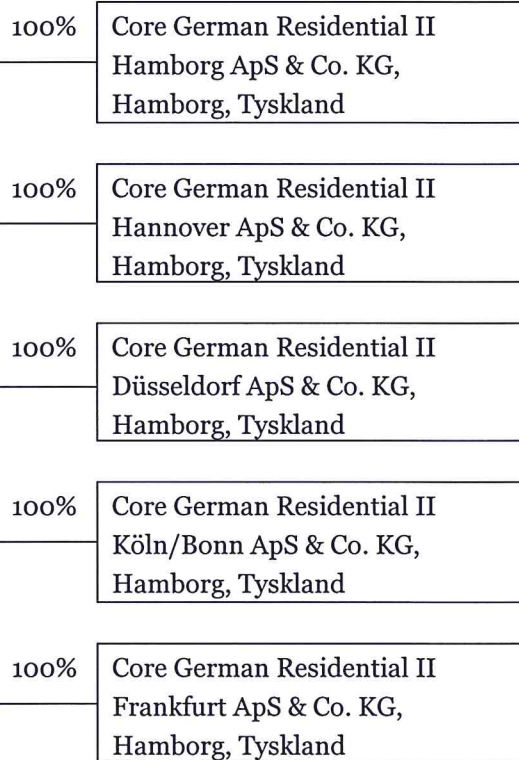 100% Core German Residential II
Hamborg ApS & Co. KG,
Hamborg, Tyskland
100% Core German Residential II
Hannover ApS & Co. KG,
Hamborg, Tyskland
100% Core German Residential II
Düsseldorf ApS & Co. KG,
Hamborg, Tyskland
100% Core German Residential II
Köln/Bonn ApS & Co. KG,
Hamborg, Tyskland
100% Core German Residential II
Frankfurt ApS & Co. KG,
Hamborg, Tyskland